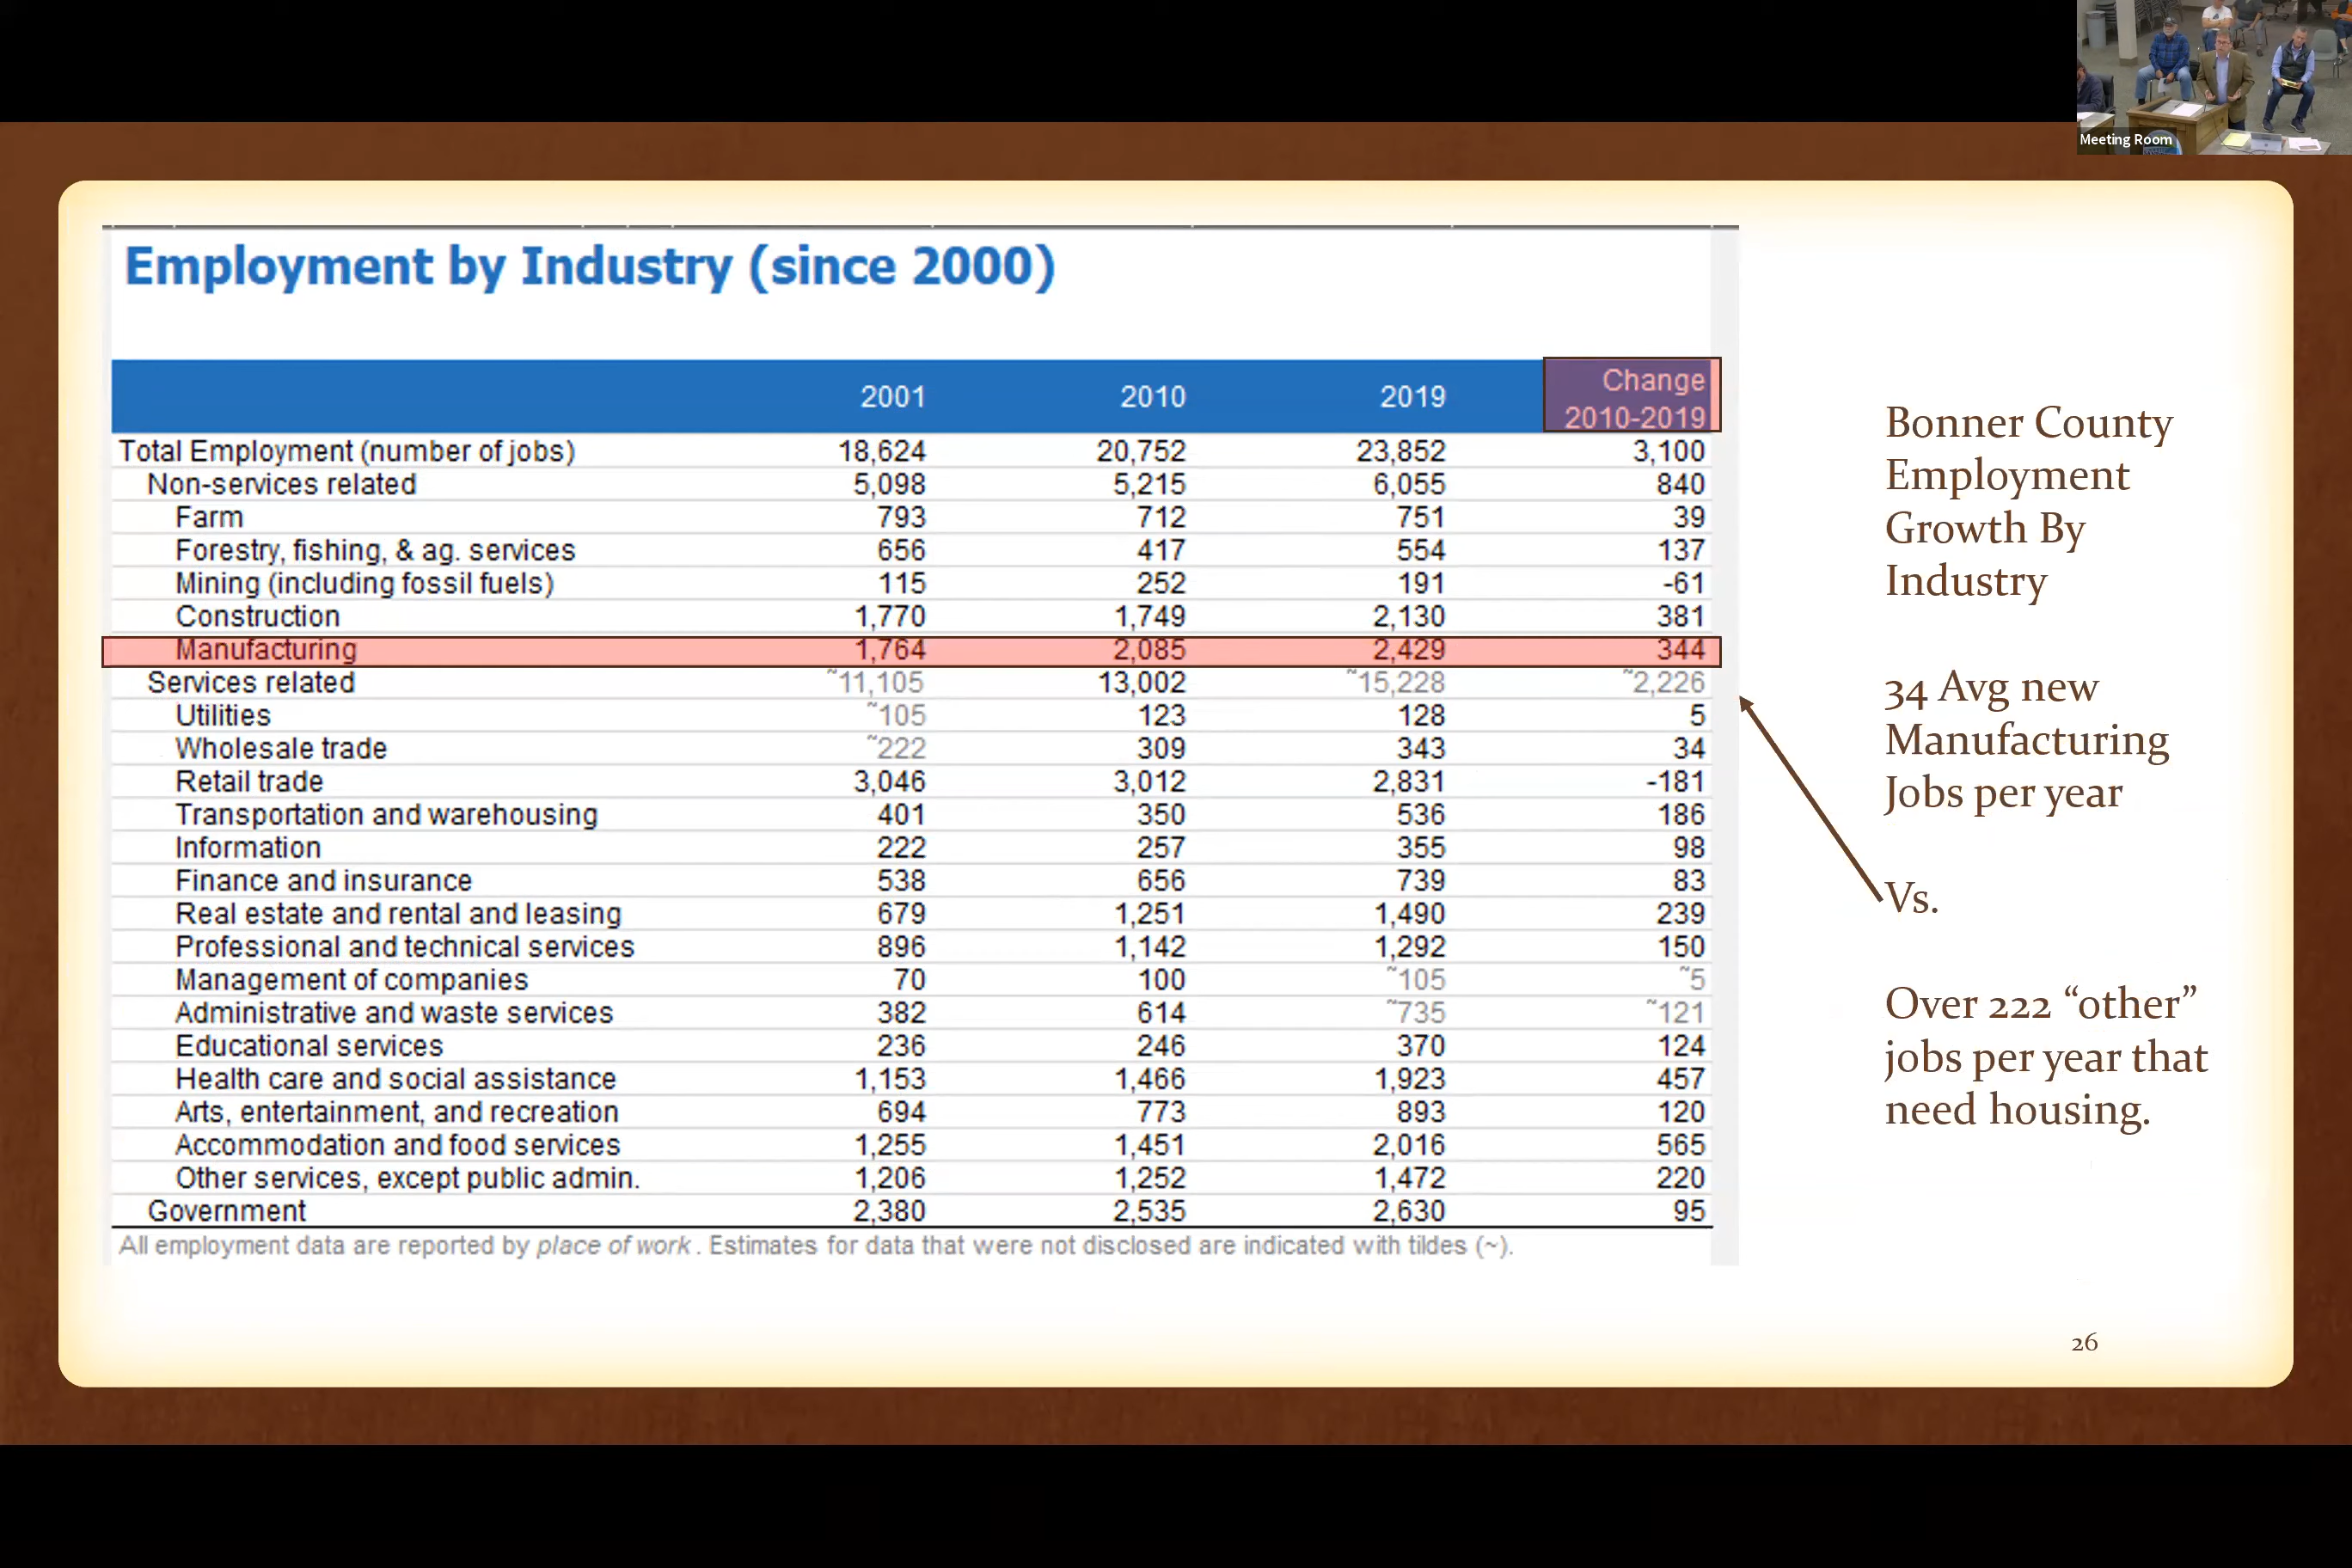 Meeting Room
Employment by Industry (since 2000)
2001 2010 2019 Change 2010-2019
Total Employment (number of jobs) 18,624 20,752 23,852 3,100
Non-services related 5,098 5,215 6,055 840
Farm 793 712 751 39
Forestry, fishing, & ag. services 656 417 554 137
Mining (including fossil fuels) 115 252 191 -61
Construction 1,770 1,749 2,130 381
Manufacturing 1,764 2,085 2,429 344
Services related ~11,105 13,002 ~15,228 ~2,226
Utilities ~105 123 128 5
Wholesale trade ~222 309 343 34
Retail trade 3,046 3,012 2,831 -181
Transportation and warehousing 401 350 536 186
Information 222 257 355 98
Finance and insurance 538 656 739 83
Real estate and rental and leasing 679 1,251 1,490 239
Professional and technical services 896 1,142 1,292 150
Management of companies 70 100 ~105 ~5
Administrative and waste services 382 614 ~735 ~121
Educational services 236 246 370 124
Health care and social assistance 1,153 1,466 1,923 457
Arts, entertainment, and recreation 694 773 893 120
Accommodation and food services 1,255 1,451 2,016 565
Other services, except public admin. 1,206 1,252 1,472 220
Government 2,380 2,535 2,630 95
All employment data are reported by place of work. Estimates for data that were not disclosed are indicated with tildes (~).
Bonner County
Employment
Growth By
Industry
34 Avg new
Manufacturing
Jobs per year
Vs.
Over 222 “other”
jobs per year that
need housing.
26